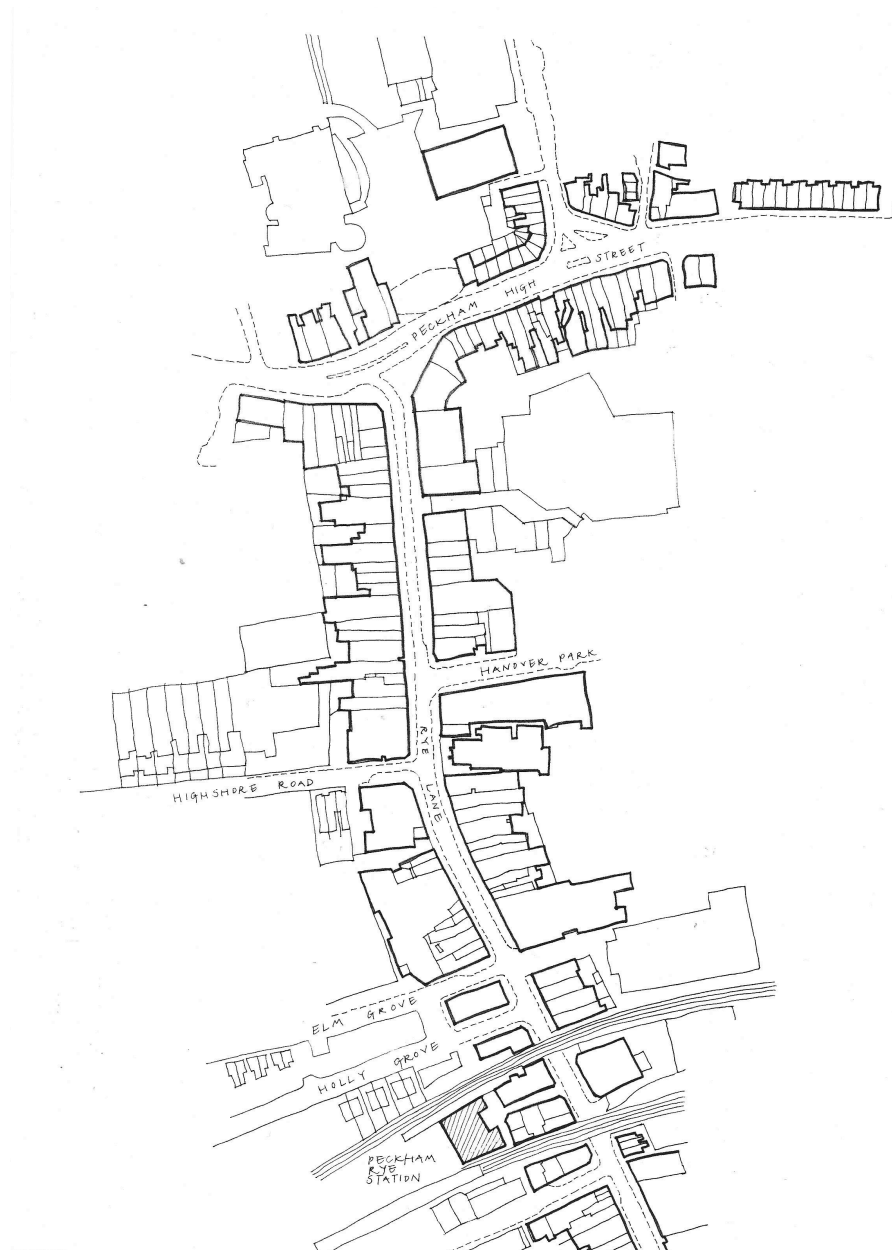 PECKHAM HIGH STREET
HANOVER PARK
RYE LANE
HIGHSHORE ROAD
ELM GROVE
HOLLY GROVE
PECKHAM
RYE
STATION